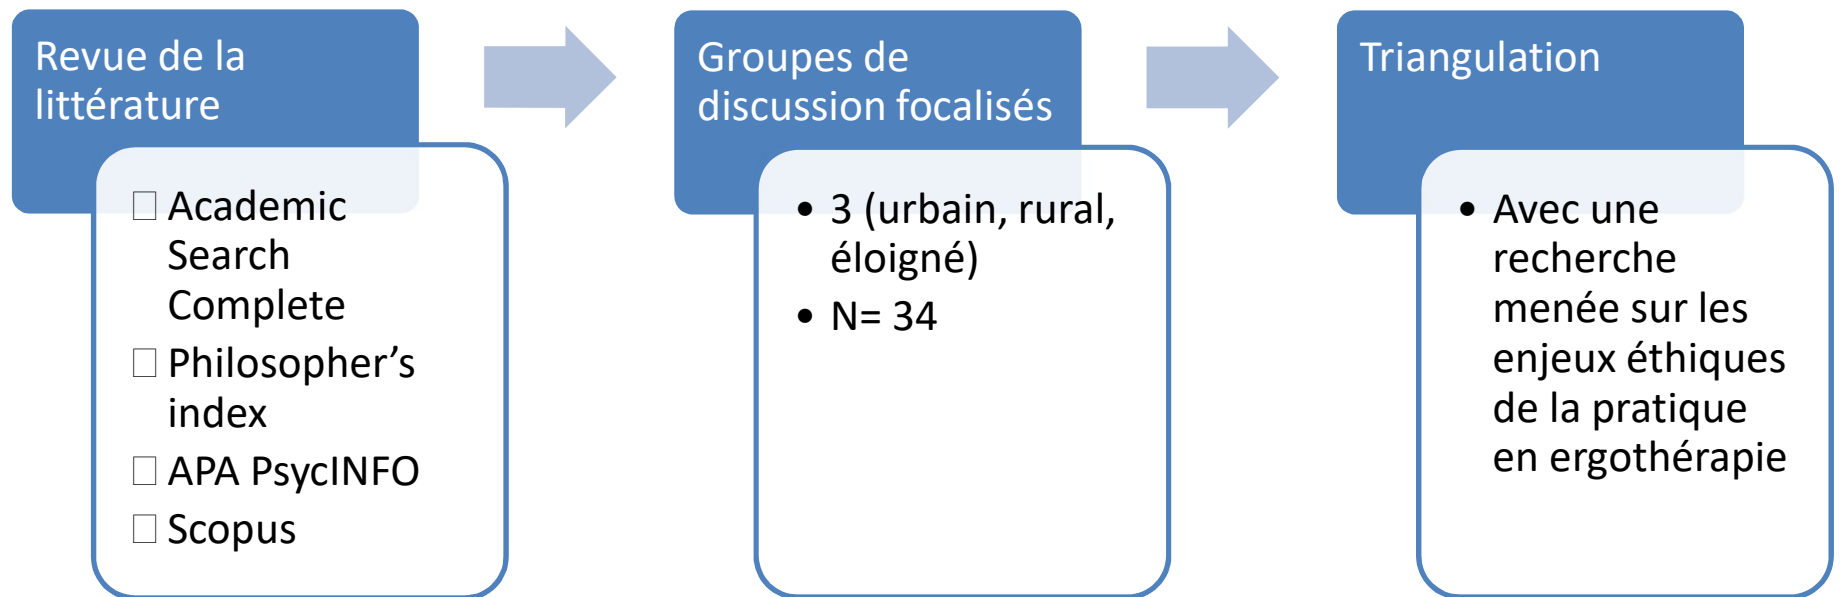 Revue de la
littérature
□ Academic
Search
Complete
□ Philosopher’s
index
□ APA PsycINFO
□ Scopus
Groupes de
discussion focalisés
• 3 (urbain, rural,
éloigné)
• N= 34
Triangulation
• Avec une
recherche
menée sur les
enjeux éthiques
de la pratique
en ergothérapie